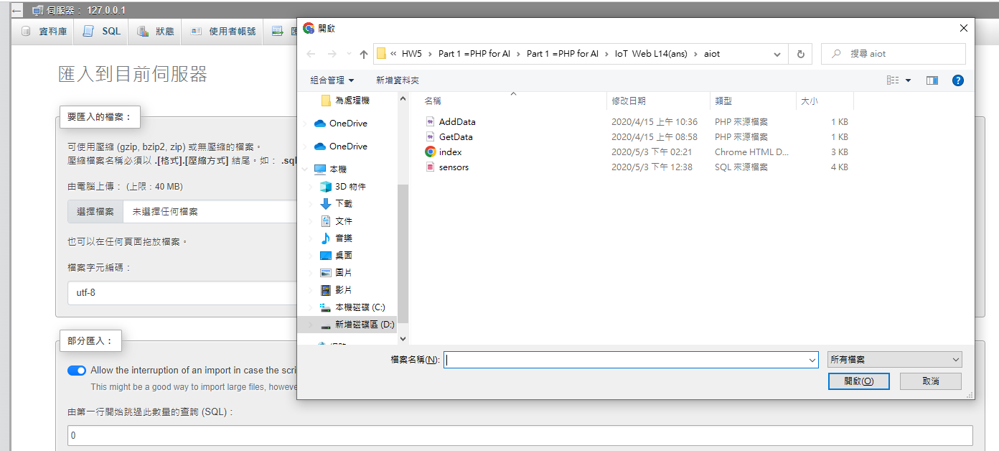 伺服器： 127.0.0.1
資料庫 SQL 狀態 使用者帳號
匯入到目前伺服器
要匯入的檔案：
可使用壓縮 (gzip, bzip2, zip) 或無壓縮的檔案。
壓縮檔案名稱必須以 .[格式].[壓縮方式] 結尾。如： .sql
由電腦上傳： (上限：40 MB)
選擇檔案 未選擇任何檔案
也可以在任何頁面拖放檔案。
檔案字元編碼：
utf-8
部分匯入：
Allow the interruption of an import in case the scri
This might be a good way to import large files, howeve
由第一行開始跳過此數量的查詢 (SQL)：
0
開啟
« HW5 › Part 1 =PHP for AI › Part 1 =PHP for AI › IoT Web L14(ans) › aiot
搜尋 aiot
組合管理 新增資料夾
為處理機
OneDrive
OneDrive
本機
3D 物件
下載
文件
音樂
桌面
圖片
影片
本機磁碟 (C:)
新增磁碟區 (D:)
名稱 修改日期 類型 大小
AddData 2020/4/15 上午 10:36 PHP 來源檔案 1 KB
GetData 2020/4/15 上午 08:58 PHP 來源檔案 1 KB
index 2020/5/3 下午 02:21 Chrome HTML D... 3 KB
sensors 2020/5/3 下午 12:38 SQL 來源檔案 4 KB
檔案名稱(N): 所有檔案
開啟(O) 取消